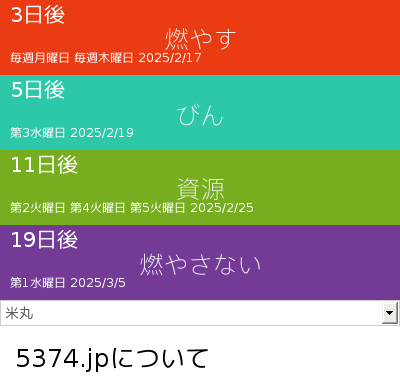 3日後
燃やす
毎週月曜日 毎週木曜日 2025/2/17
5日後
びん
第3水曜日 2025/2/19
11日後
資源
第2火曜日 第4火曜日 第5火曜日 2025/2/25
19日後
燃やさない
第1水曜日 2025/3/5
米丸
5374.jpについて